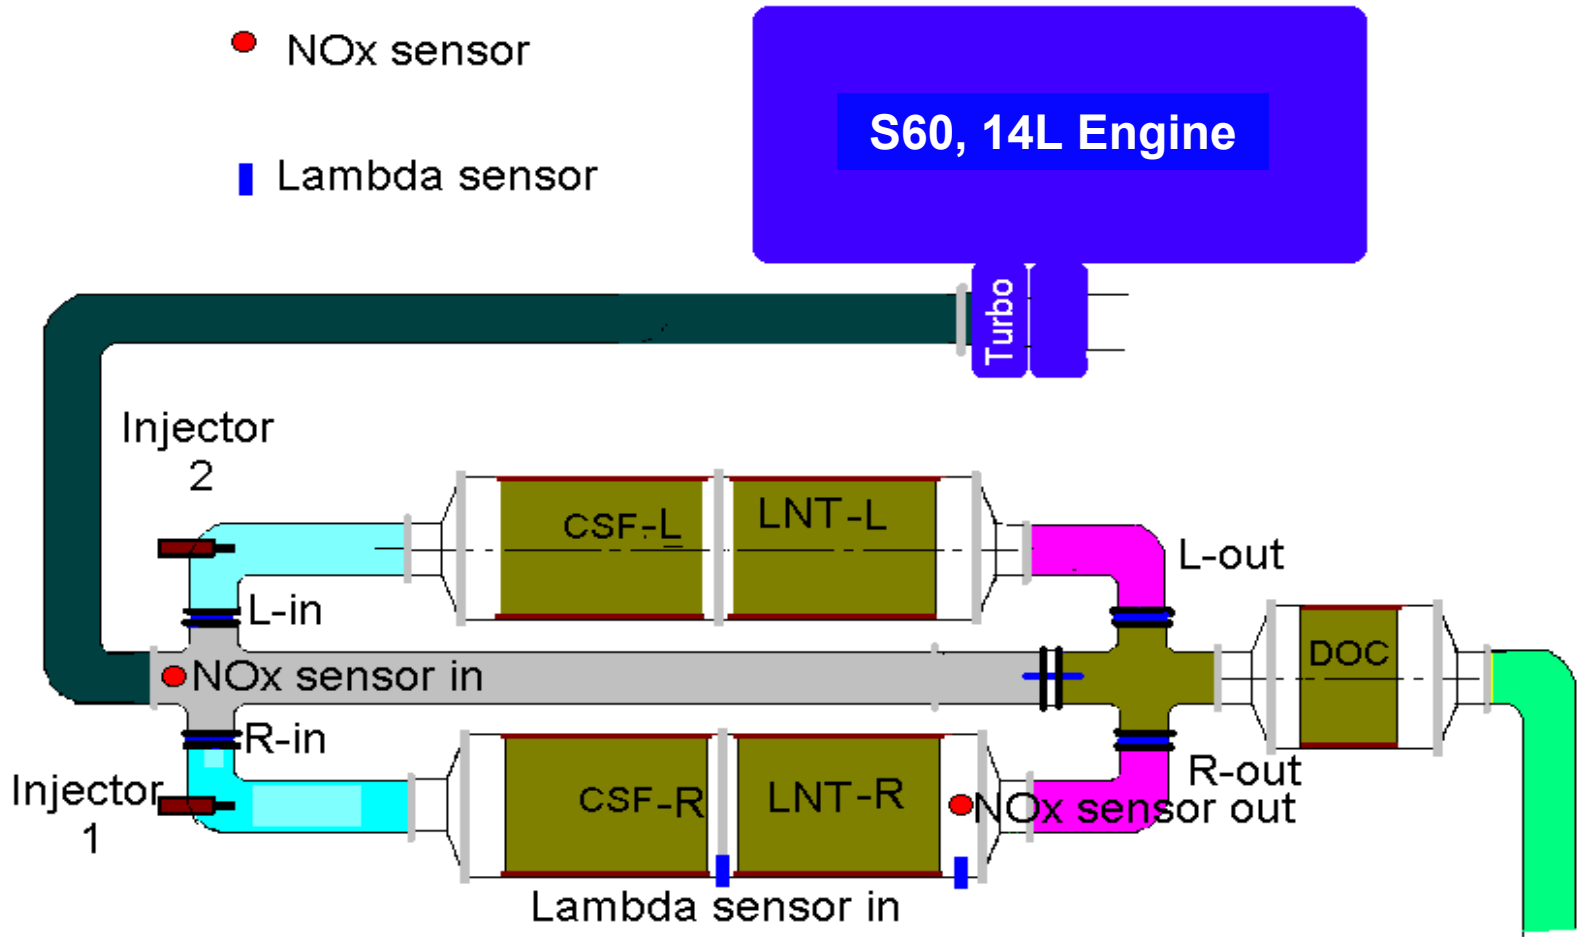 NOx sensor
S60, 14L Engine
Lambda sensor
Turbo
Injector
2
CSF-L
LNT-L
L-out
L-in
DOC
NOx sensor in
R-in
R-out
Injector
1
CSF-R
LNT-R
NOx sensor out
Lambda sensor in